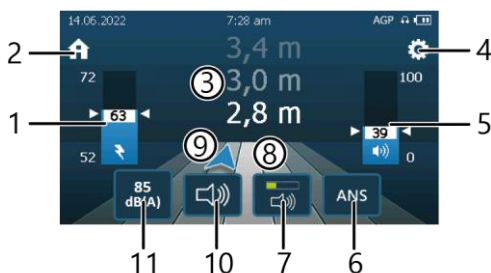 14.06.2022 7:28 am AGP
2 3,4 m 4
72 100
3 3,0 m
1 63 2,8 m 5
39
52 9 8 0
85 dB(A) ANS
11 10 7 6